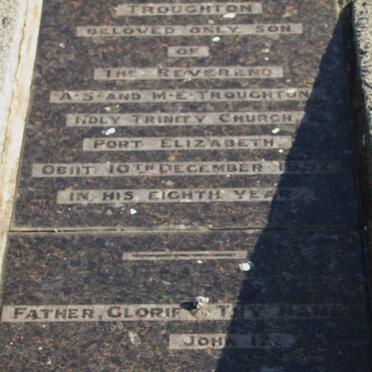 TROUGHTON
BELOVED ONLY SON
OF
THE REVEREND
A·S·AND M·E·TROUGHTON
HOLY TRINITY CHURCH
PORT ELIZABETH
OBIIT 10TH DECEMBER
IN HIS EIGHTH YEAR
FATHER, GLORIFY THY NAME
JOHN